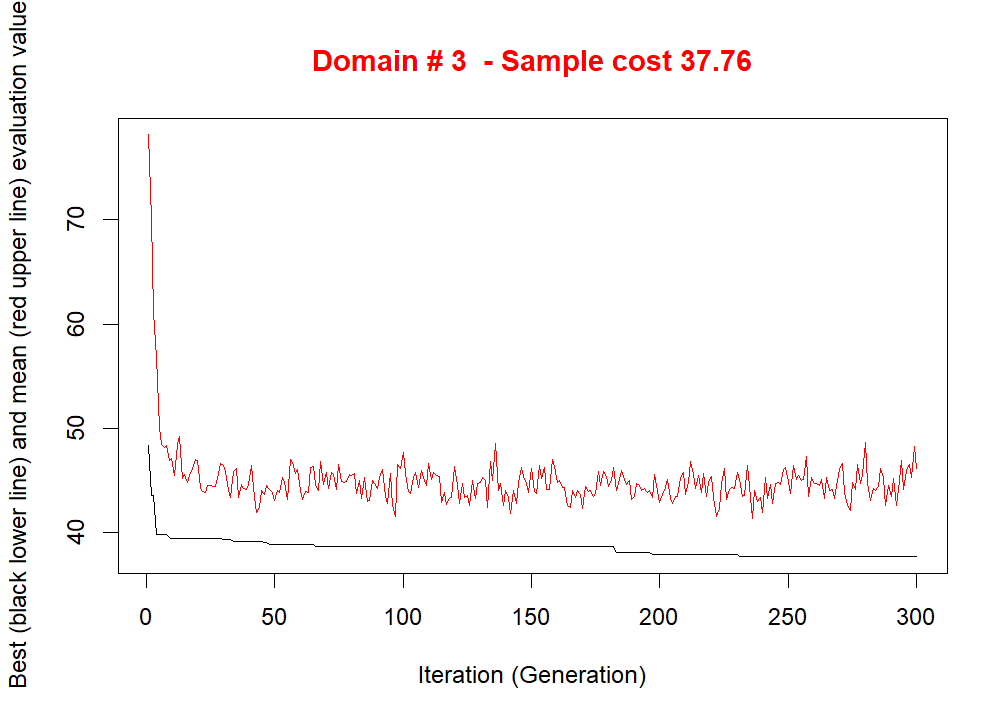 Domain # 3  - Sample cost 37.76
Best (black lower line) and mean (red upper line) evaluation value
70
60
50
40
0 50 100 150 200 250 300
Iteration (Generation)